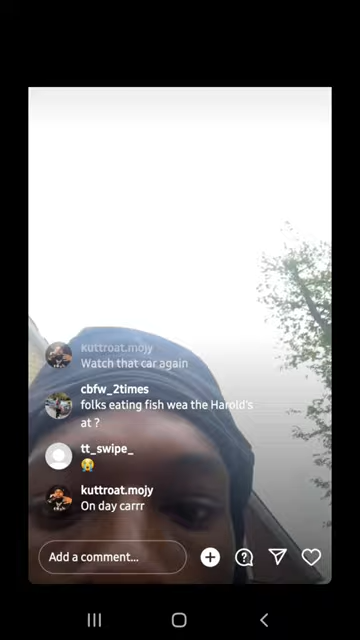 kuttroat.mojy
Watch that car again
cbfw_2times
folks eating fish wea the Harold's
at ?
tt_swipe_
😭
kuttroat.mojy
On day carrr
Add a comment...